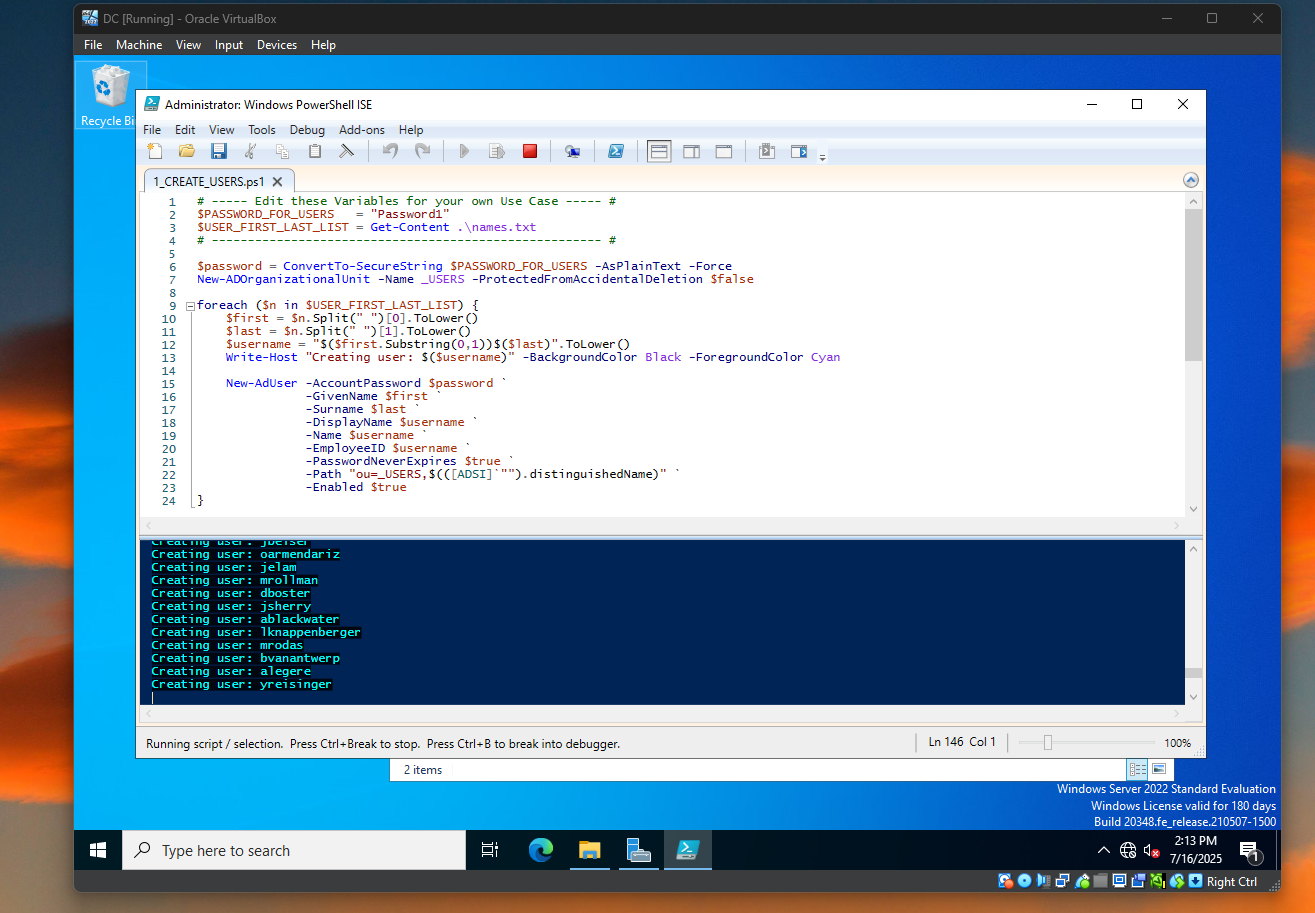 DC [Running] - Oracle VirtualBox
File Machine View Input Devices Help
Recycle Bi
Administrator: Windows PowerShell ISE
File Edit View Tools Debug Add-ons Help
1_CREATE_USERS.ps1
1 # ----- Edit these Variables for your own Use Case ----- #
2 $PASSWORD_FOR_USERS   = "Password1"
3 $USER_FIRST_LAST_LIST = Get-Content .\names.txt
4 # ------------------------------------------------------ #
5
6 $password = ConvertTo-SecureString $PASSWORD_FOR_USERS -AsPlainText -Force
7 New-ADOrganizationalUnit -Name _USERS -ProtectedFromAccidentalDeletion $false
8
9 foreach ($n in $USER_FIRST_LAST_LIST) {
10     $first = $n.Split(" ")[0].ToLower()
11     $last = $n.Split(" ")[1].ToLower()
12     $username = "$($first.Substring(0,1))$($last)".ToLower()
13     Write-Host "Creating user: $($username)" -BackgroundColor Black -ForegroundColor Cyan
14
15     New-AdUser -AccountPassword $password `
16                -GivenName $first `
17                -Surname $last `
18                -DisplayName $username `
19                -Name $username `
20                -EmployeeID $username `
21                -PasswordNeverExpires $true `
22                -Path "ou=_USERS,$(([ADSI]`"").distinguishedName)" `
23                -Enabled $true
24 }
Creating user: jbelser
Creating user: oarmendariz
Creating user: jelam
Creating user: mrollman
Creating user: dboster
Creating user: jsherry
Creating user: ablackwater
Creating user: lknappenberger
Creating user: mrodas
Creating user: bvanantwerp
Creating user: alegere
Creating user: yreisinger
Running script / selection.  Press Ctrl+Break to stop.  Press Ctrl+B to break into debugger.
Ln 146 Col 1
100%
2 items
Windows Server 2022 Standard Evaluation
Windows License valid for 180 days
Build 20348.fe_release.210507-1500
Type here to search
2:13 PM
7/16/2025
1
Right Ctrl